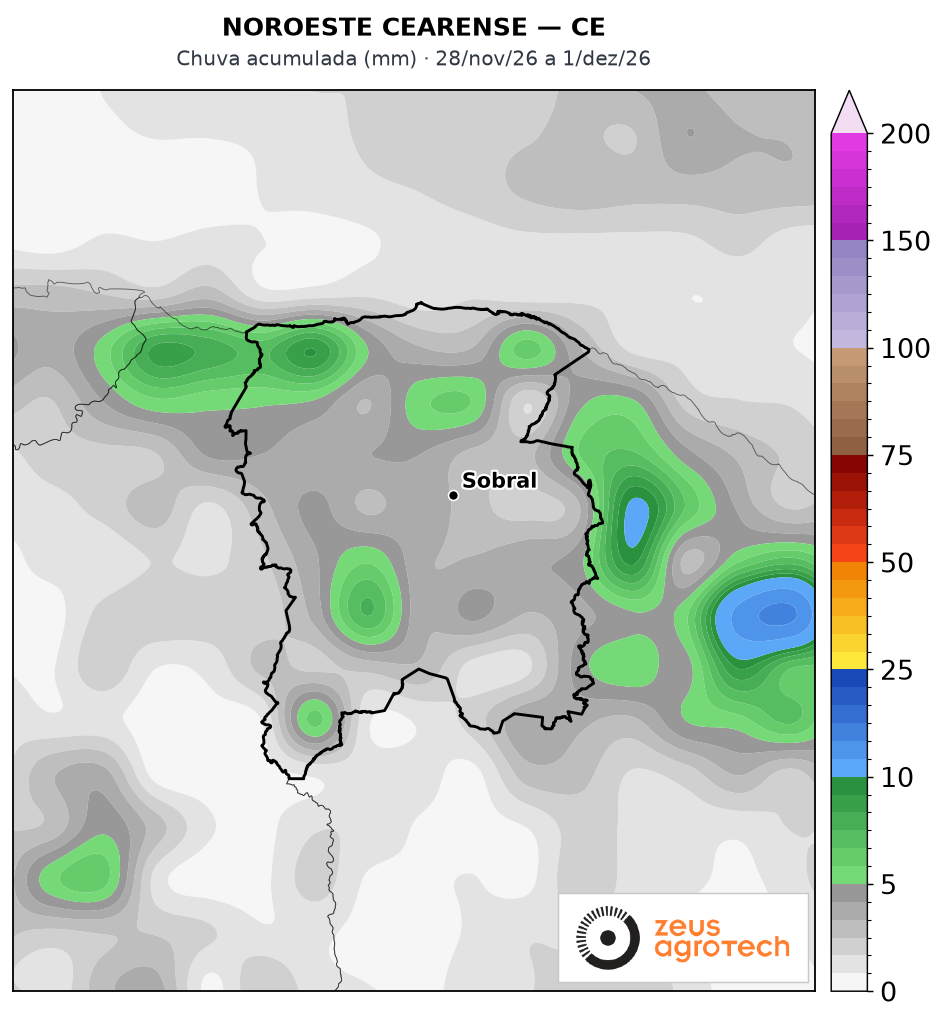 NOROESTE CEARENSE — CE
Chuva acumulada (mm) · 28/nov/26 a 1/dez/26
200
150
100
75
50
25
10
5
0
Sobral
zeus
agrotech